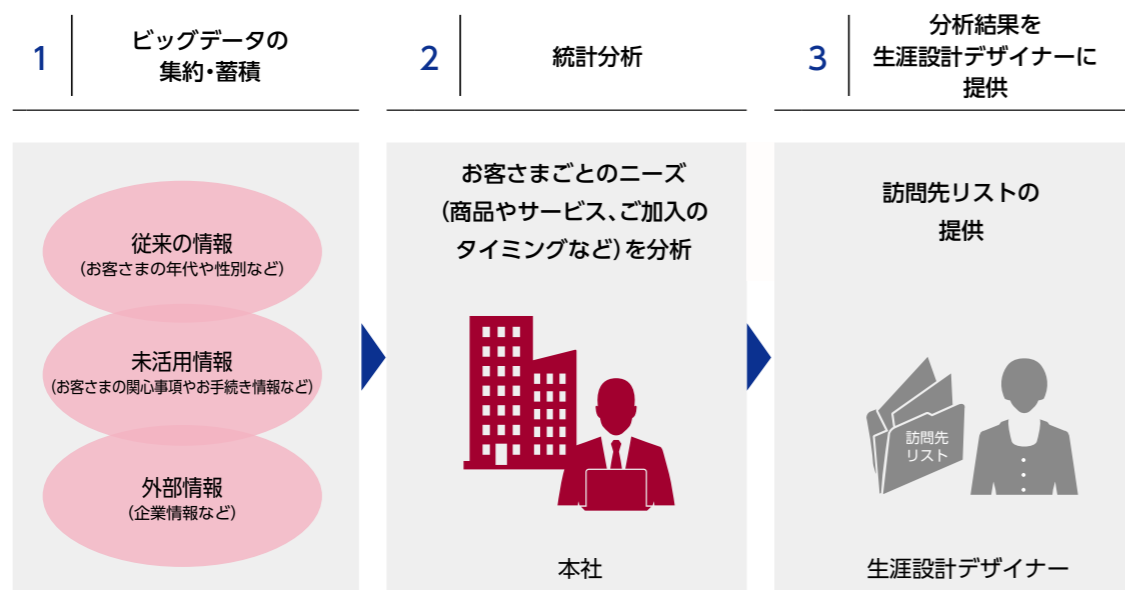 1
ビッグデータの
集約・蓄積
2
統計分析
3
分析結果を
生涯設計デザイナーに
提供
従来の情報
(お客さまの年代や性別など)
未活用情報
(お客さまの関心事項やお手続き情報など)
外部情報
(企業情報など)
お客さまごとのニーズ
(商品やサービス、ご加入の
タイミングなど)を分析
本社
訪問先リストの
提供
訪問先
リスト
生涯設計デザイナー